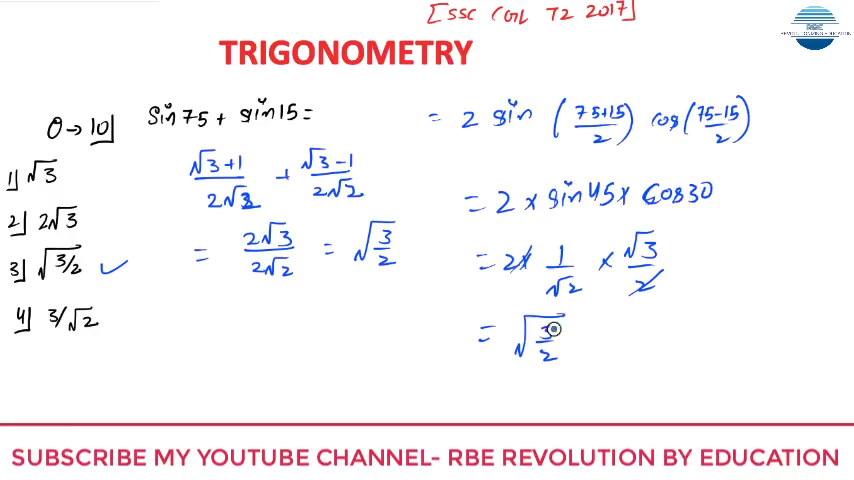 [SSC CGL T2 2017]
RBE
REVOLUTIONIZING EDUCATION
TRIGONOMETRY
θ → 10] sin 75 + sin 15 =
1] √3
2] 2√3
3] √3/2 ✓
4] 3/√2
(√3+1)/(2√2) + (√3-1)/(2√2)
= 2√3/2√2 = √(3/2)
= 2 sin ((75+15)/2) cos ((75-15)/2)
= 2 × sin 45 × cos 30
= 2 × 1/√2 × √3/2
= √(3/2)
SUBSCRIBE MY YOUTUBE CHANNEL- RBE REVOLUTION BY EDUCATION